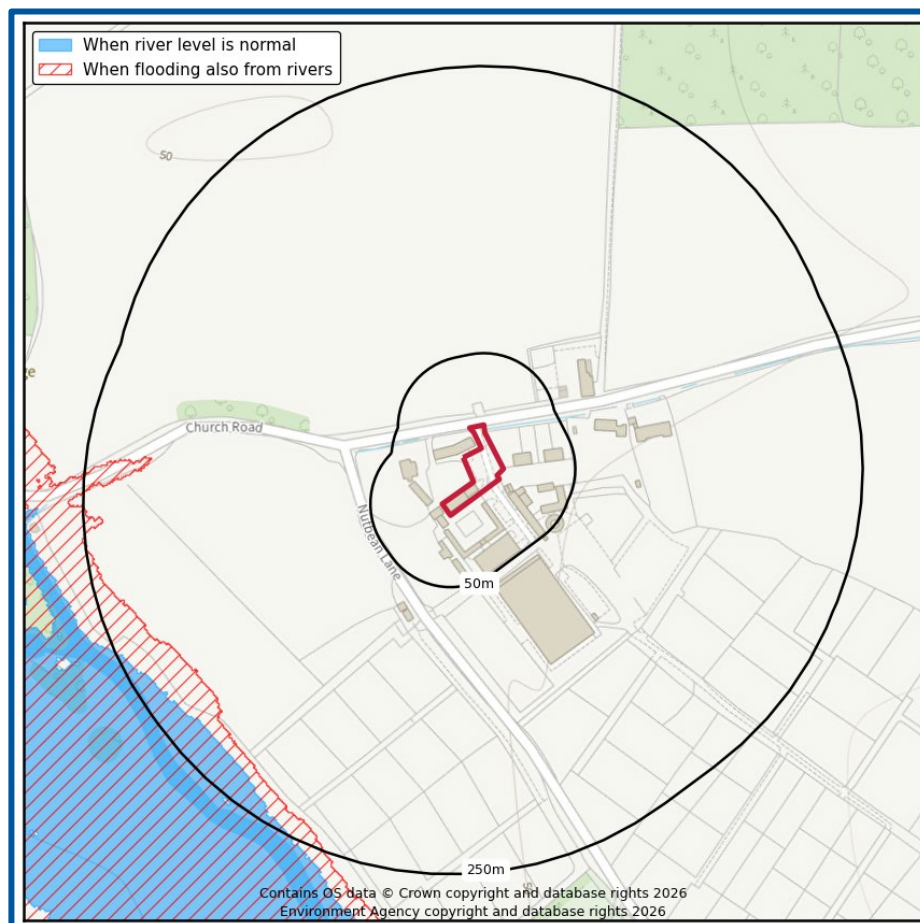 When river level is normal
When flooding also from rivers
50
ge
Church Road
Nutbean Lane
50m
250m
Contains OS data © Crown copyright and database rights 2026
Environment Agency copyright and database rights 2026